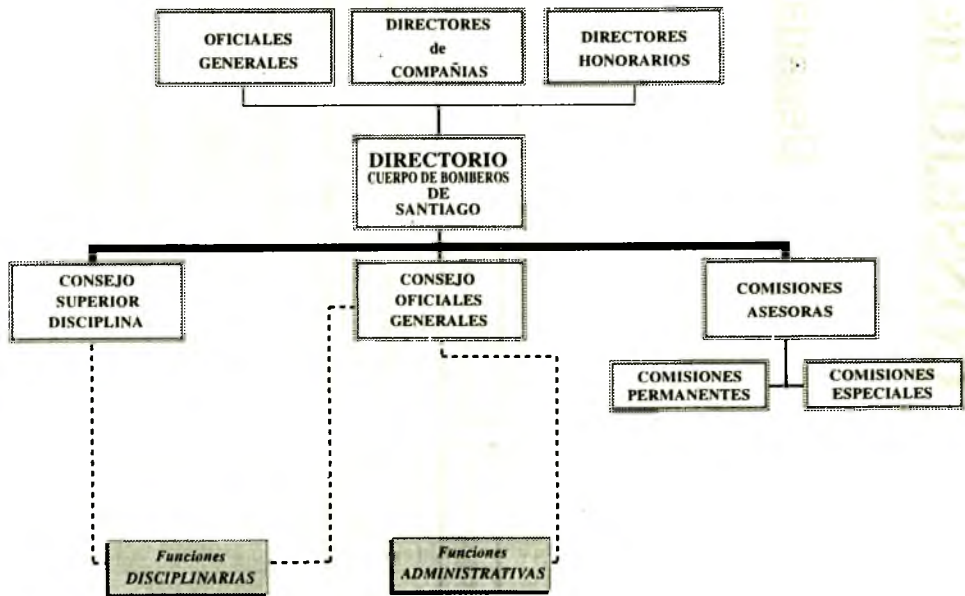 OFICIALES
GENERALES
DIRECTORES
de
COMPAÑIAS
DIRECTORES
HONORARIOS
DIRECTORIO
CUERPO DE BOMBEROS
DE
SANTIAGO
CONSEJO
SUPERIOR
DISCIPLINA
CONSEJO
OFICIALES
GENERALES
COMISIONES
ASESORAS
COMISIONES
PERMANENTES
COMISIONES
ESPECIALES
Funciones
DISCIPLINARIAS
Funciones
ADMINISTRATIVAS